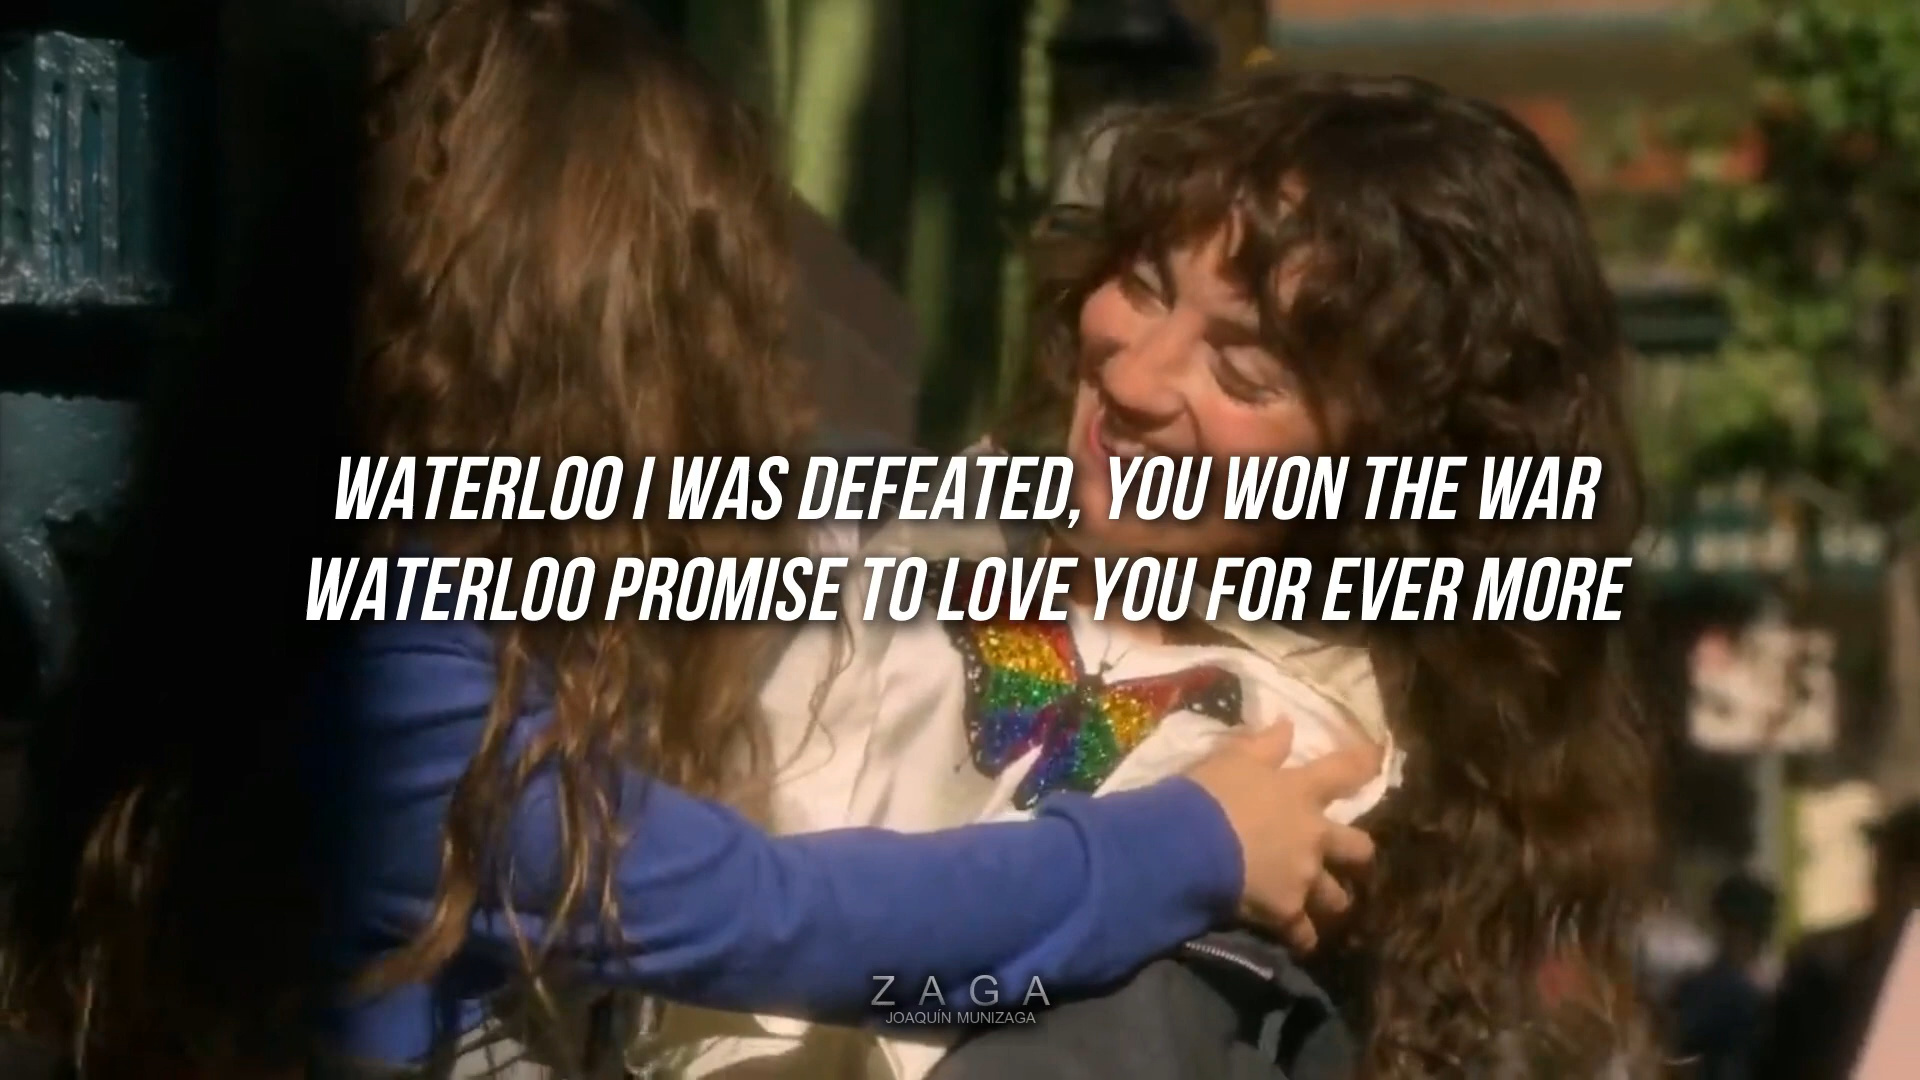 WATERLOO I WAS DEFEATED, YOU WON THE WAR
WATERLOO PROMISE TO LOVE YOU FOR EVER MORE
ZAGA
JOAQUÍN MUNIZAGA